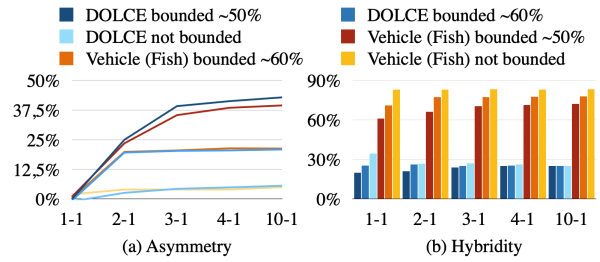 DOLCE bounded ~50%
DOLCE not bounded
Vehicle (Fish) bounded ~60%
DOLCE bounded ~60%
Vehicle (Fish) bounded ~50%
Vehicle (Fish) not bounded
50%
37,5%
25%
12,5%
0%
1-1 2-1 3-1 4-1 10-1
(a) Asymmetry
90%
60%
30%
0%
1-1 2-1 3-1 4-1 10-1
(b) Hybridity